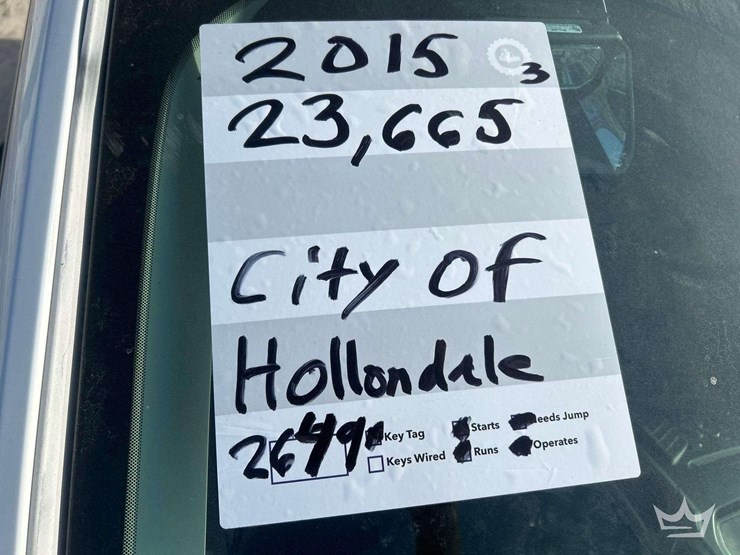 2015 3
23,665
City of
Hollondale
Key Tag Starts Needs Jump
Keys Wired Runs Operates